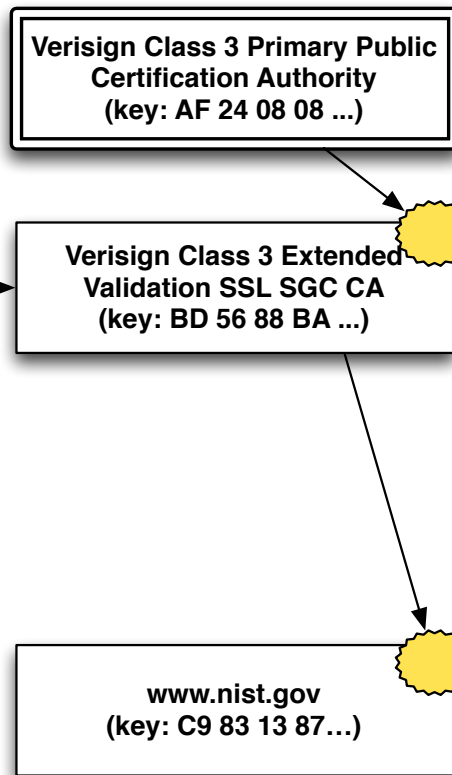 Verisign Class 3 Primary Public
Certification Authority
(key: AF 24 08 08 ...)
Verisign Class 3 Extended
Validation SSL SGC CA
(key: BD 56 88 BA ...)
www.nist.gov
(key: C9 83 13 87...)